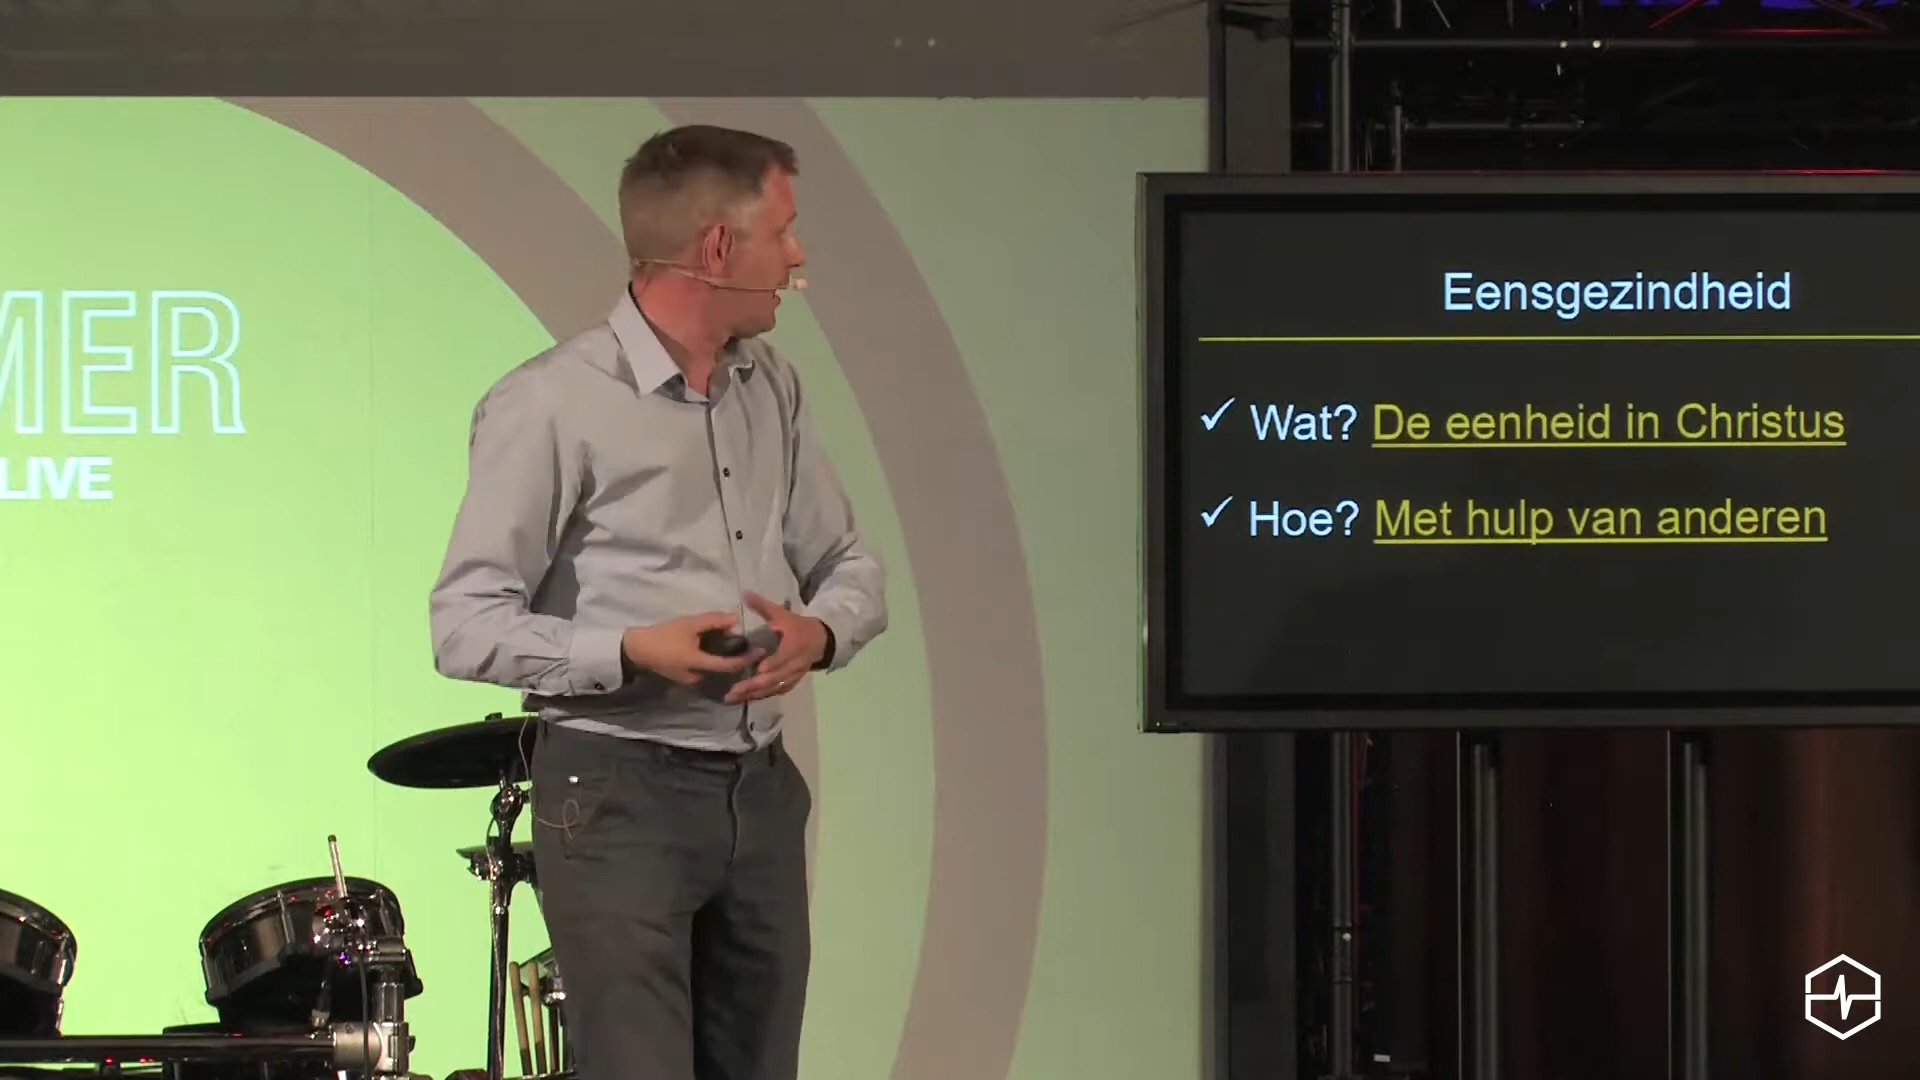 MER
LIVE
Eensgezindheid
✓ Wat? De eenheid in Christus
✓ Hoe? Met hulp van anderen